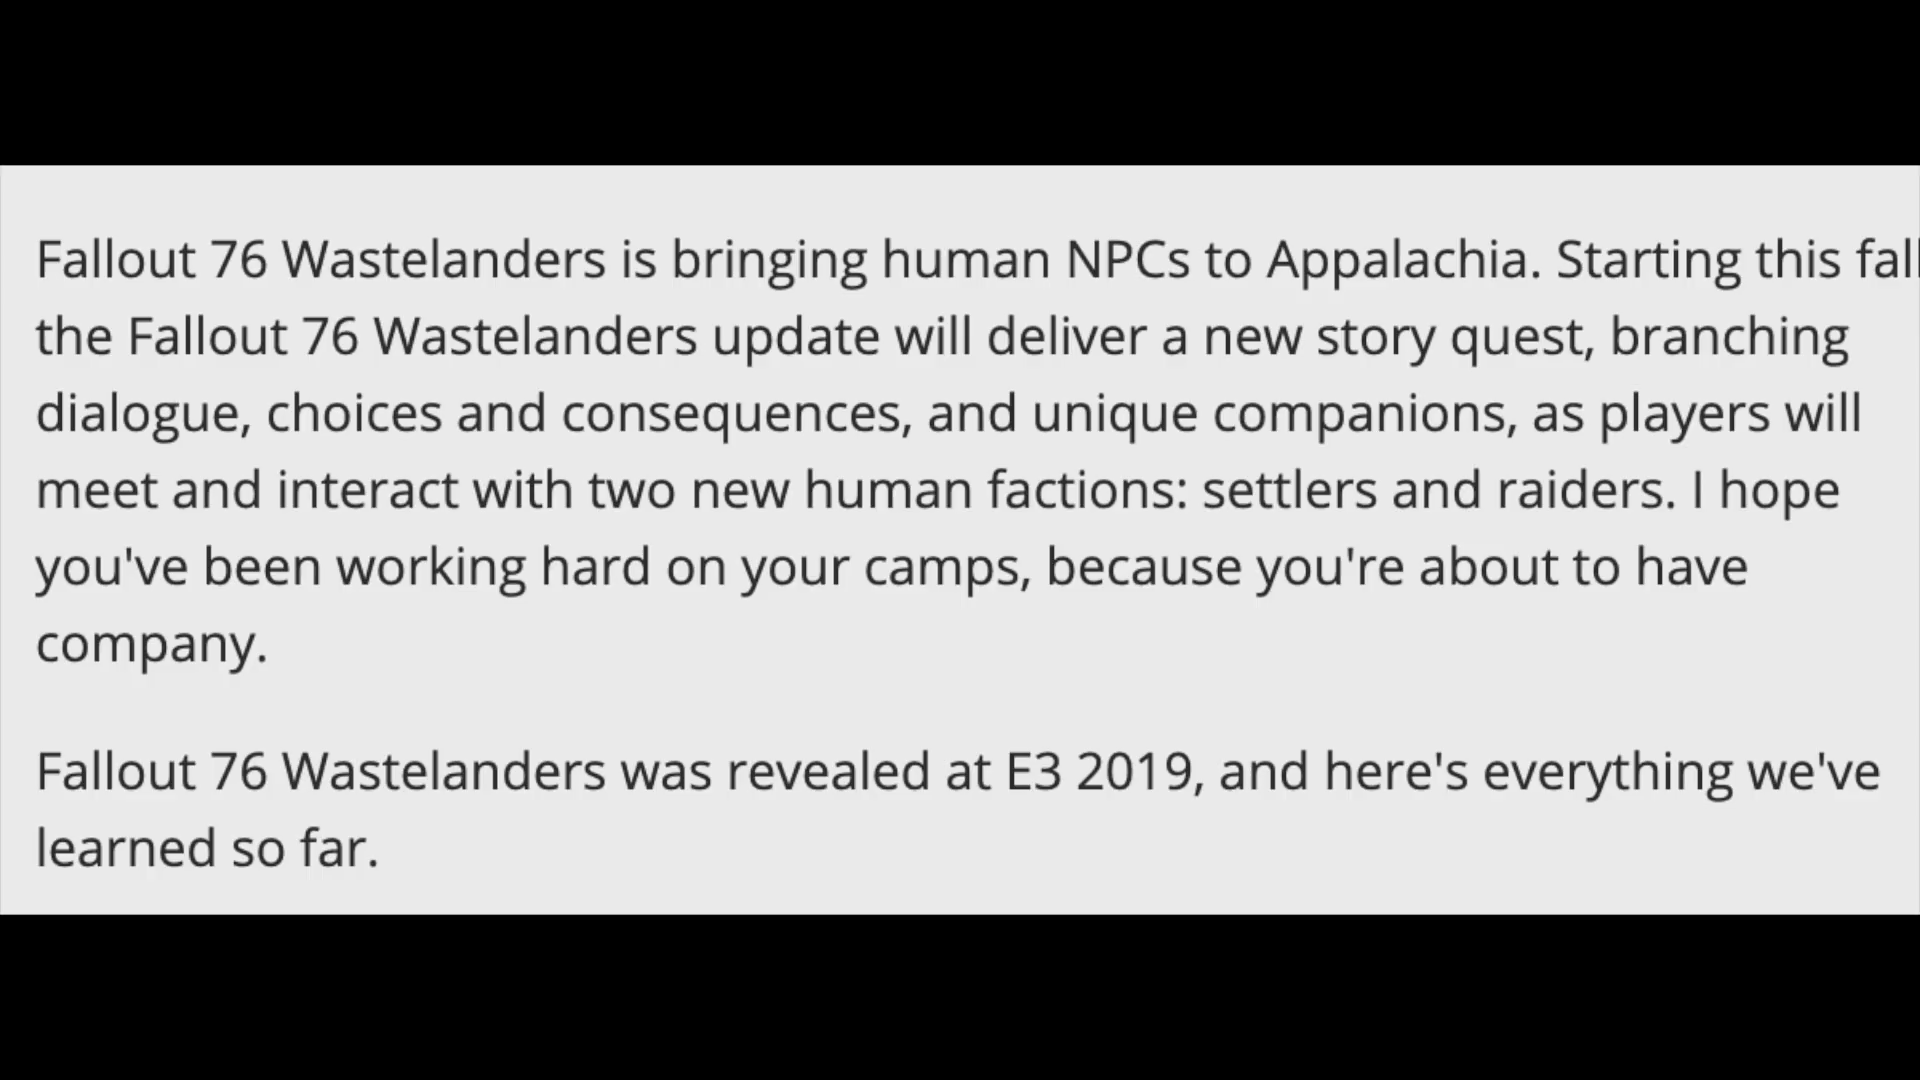 Fallout 76 Wastelanders is bringing human NPCs to Appalachia. Starting this fall
the Fallout 76 Wastelanders update will deliver a new story quest, branching
dialogue, choices and consequences, and unique companions, as players will
meet and interact with two new human factions: settlers and raiders. I hope
you've been working hard on your camps, because you're about to have
company.
Fallout 76 Wastelanders was revealed at E3 2019, and here's everything we've
learned so far.